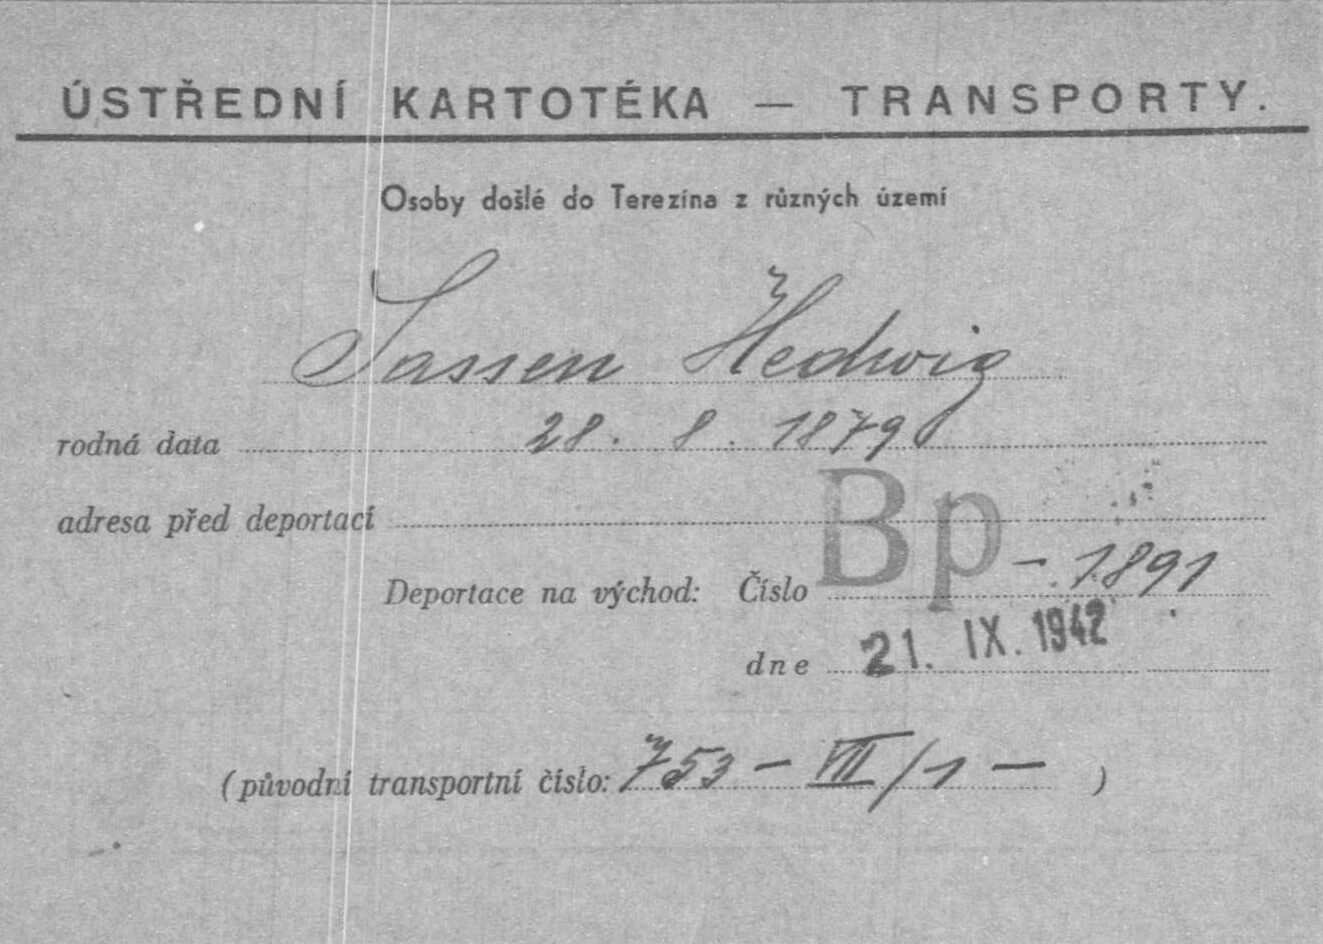 ÚSTŘEDNÍ KARTOTÉKA — TRANSPORTY.
Osoby došlé do Terezína z různých území
Sassen Hedwig
rodná data 28. 8. 1879
adresa před deportací
Deportace na východ: Číslo Bp - 1891
dne 21. IX. 1942
(původní transportní číslo: 753 - VII/1 - )